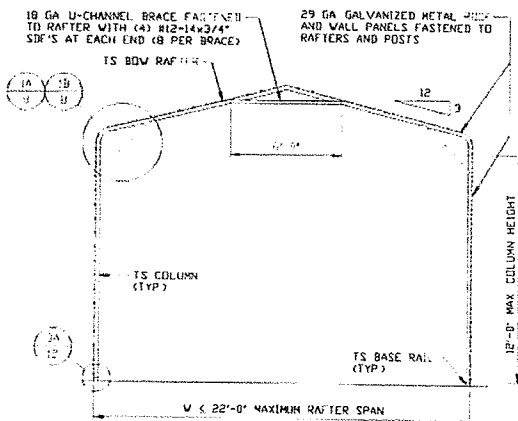 18 GA U-CHANNEL BRACE FASTENED
TO RAFTER WITH (4) #12-14x3/4"
SDF'S AT EACH END (8 PER BRACE)
29 GA GALVANIZED METAL ROOF
AND WALL PANELS FASTENED TO
RAFTERS AND POSTS
TS BOW RAFTER
12
3
TS COLUMN
(TYP)
12'-0" MAX COLUMN HEIGHT
TS BASE RAIL
(TYP)
W ≤ 22'-0" MAXIMUM RAFTER SPAN